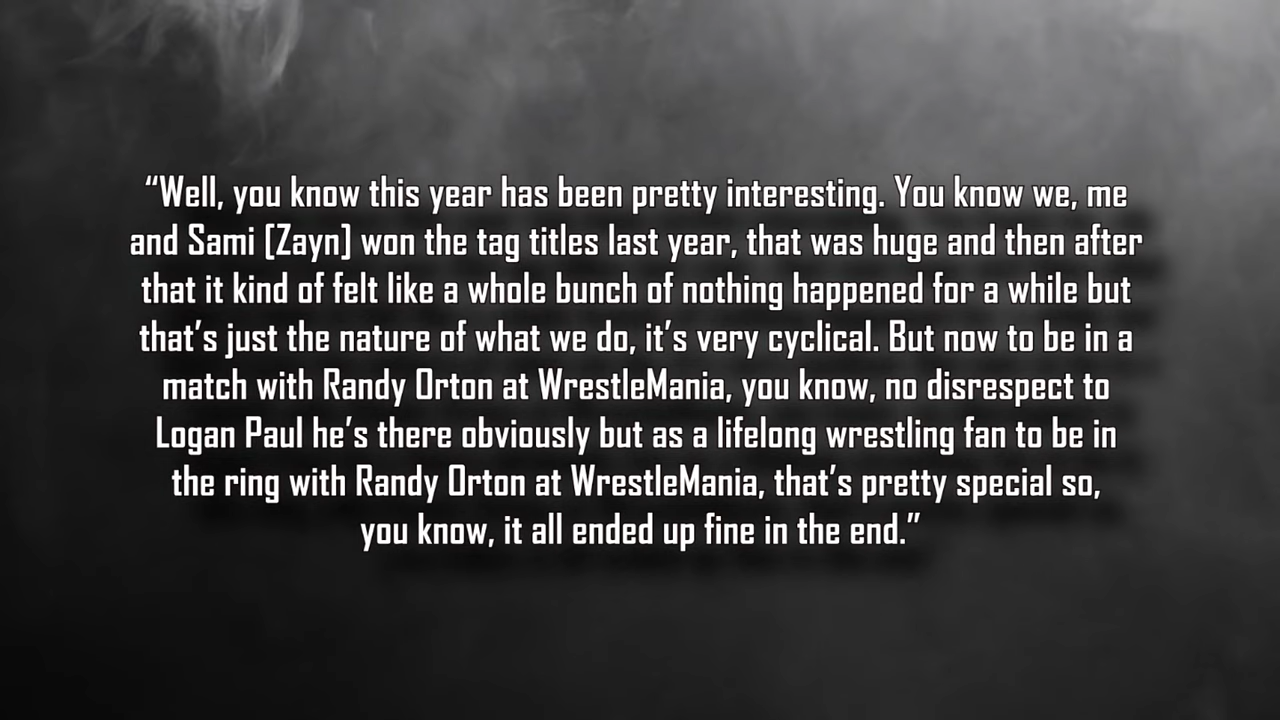 “Well, you know this year has been pretty interesting. You know we, me
and Sami [Zayn] won the tag titles last year, that was huge and then after
that it kind of felt like a whole bunch of nothing happened for a while but
that’s just the nature of what we do, it’s very cyclical. But now to be in a
match with Randy Orton at WrestleMania, you know, no disrespect to
Logan Paul he’s there obviously but as a lifelong wrestling fan to be in
the ring with Randy Orton at WrestleMania, that’s pretty special so,
you know, it all ended up fine in the end.”